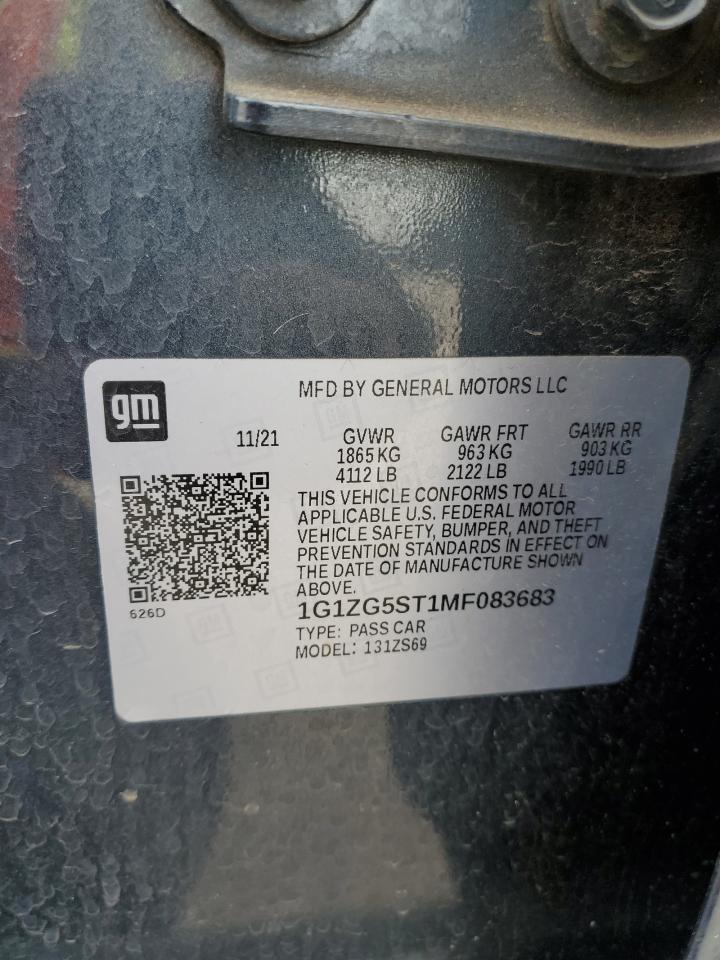 gm
MFD BY GENERAL MOTORS LLC
11/21 GVWR GAWR FRT GAWR RR
1865 KG 963 KG 903 KG
4112 LB 2122 LB 1990 LB
THIS VEHICLE CONFORMS TO ALL
APPLICABLE U.S. FEDERAL MOTOR
VEHICLE SAFETY, BUMPER, AND THEFT
PREVENTION STANDARDS IN EFFECT ON
THE DATE OF MANUFACTURE SHOWN
ABOVE.
626D
1G1ZG5ST1MF083683
TYPE: PASS CAR
MODEL: 131ZS69